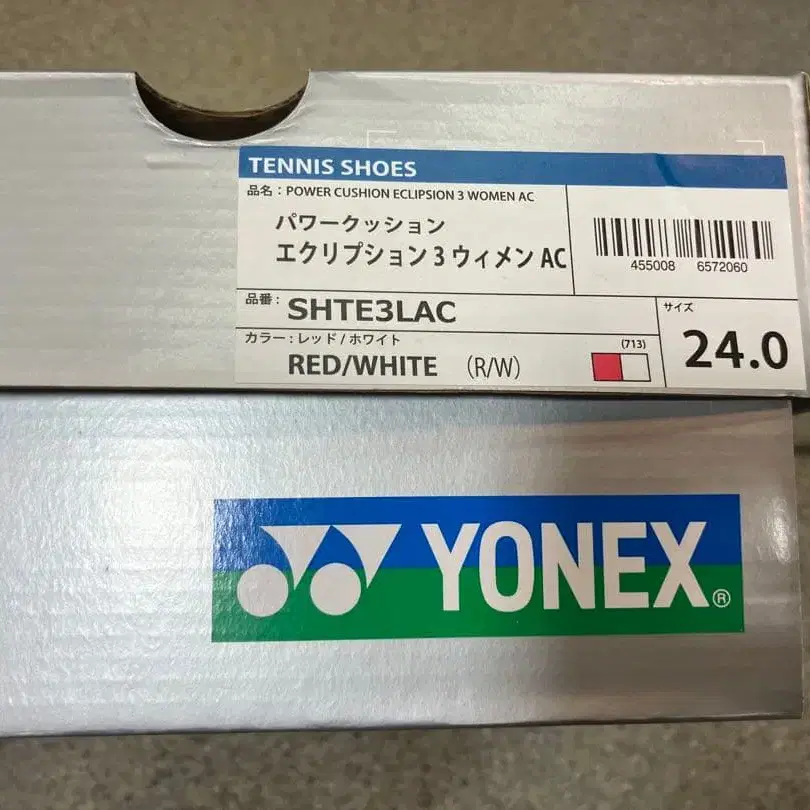 TENNIS SHOES
品名：POWER CUSHION ECLIPSION 3 WOMEN AC
パワークッション
エクリプション 3 ウィメン AC
455008 6572060
品番： SHTE3LAC
サイズ
24.0
カラー：レッド / ホワイト (713)
RED/WHITE (R/W)
YONEX®